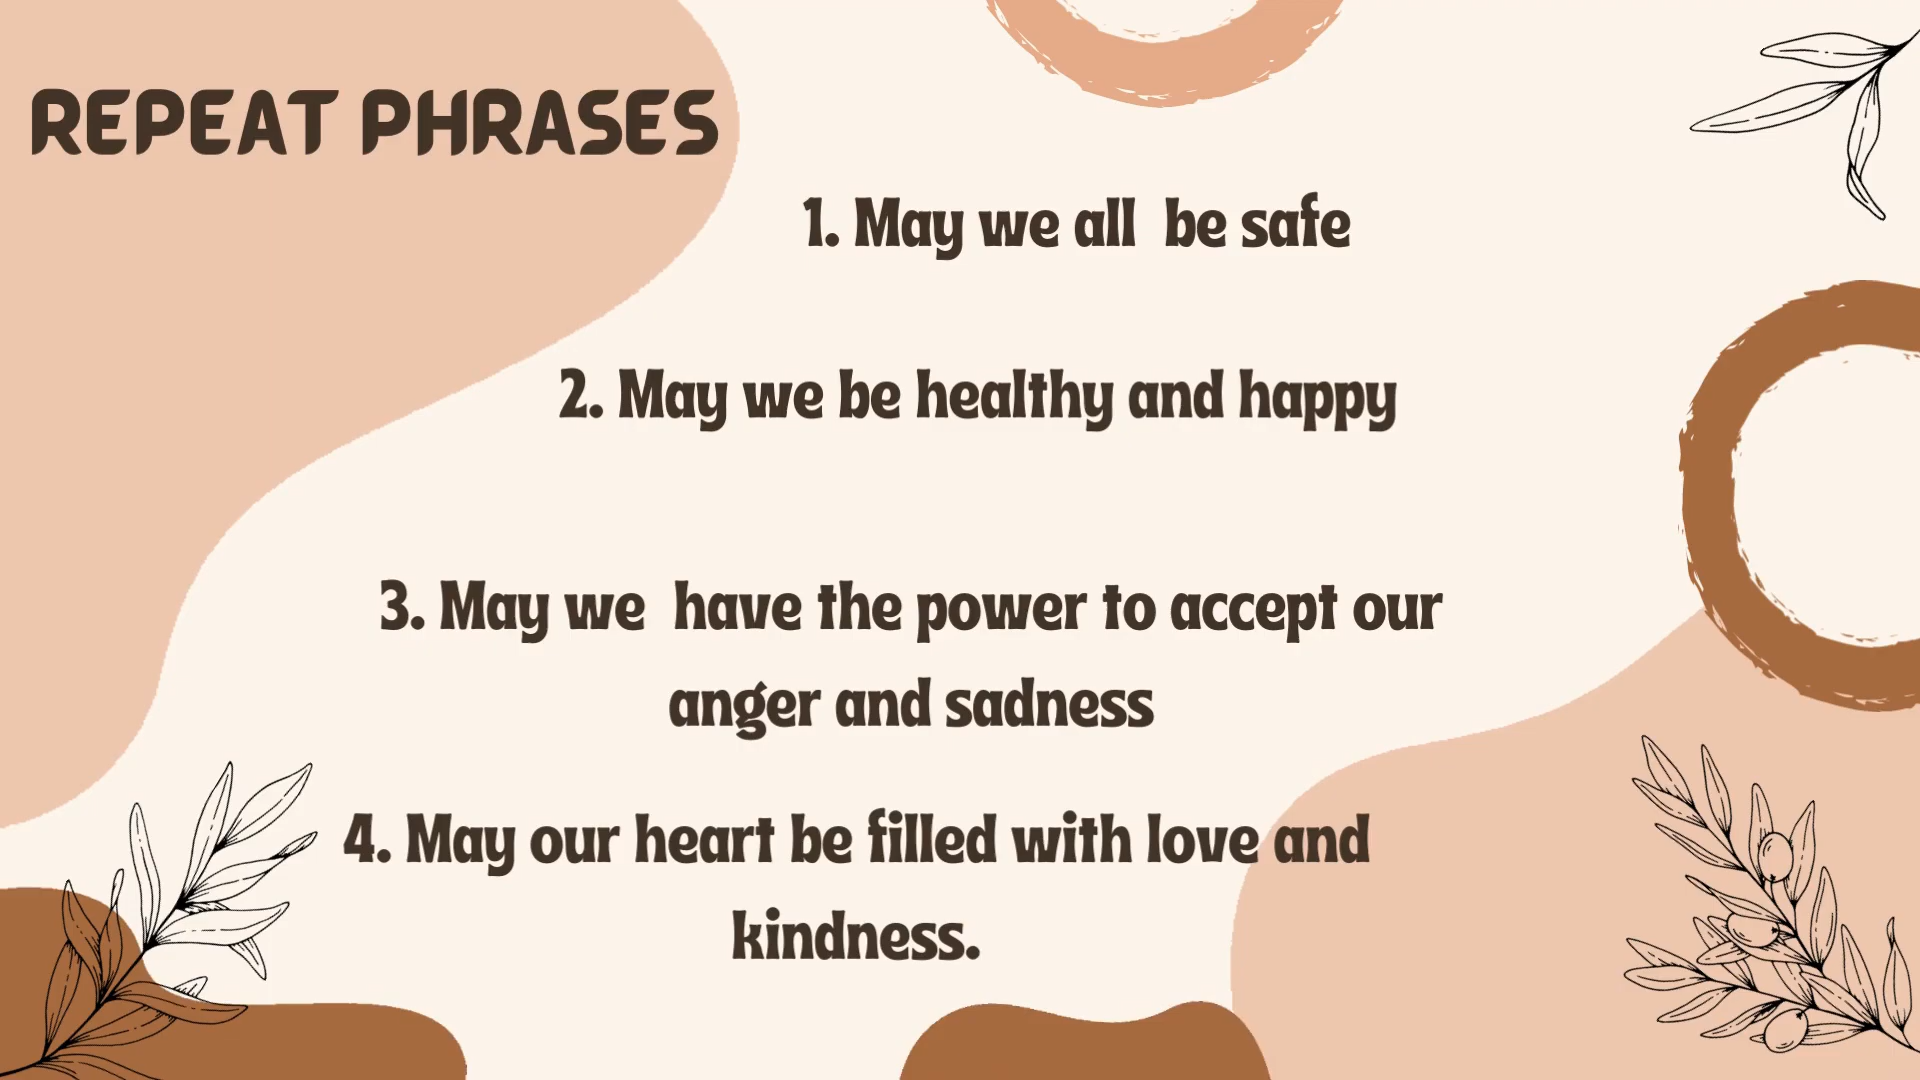 REPEAT PHRASES
1. May we all  be safe
2. May we be healthy and happy
3. May we  have the power to accept our
anger and sadness
4. May our heart be filled with love and
kindness.